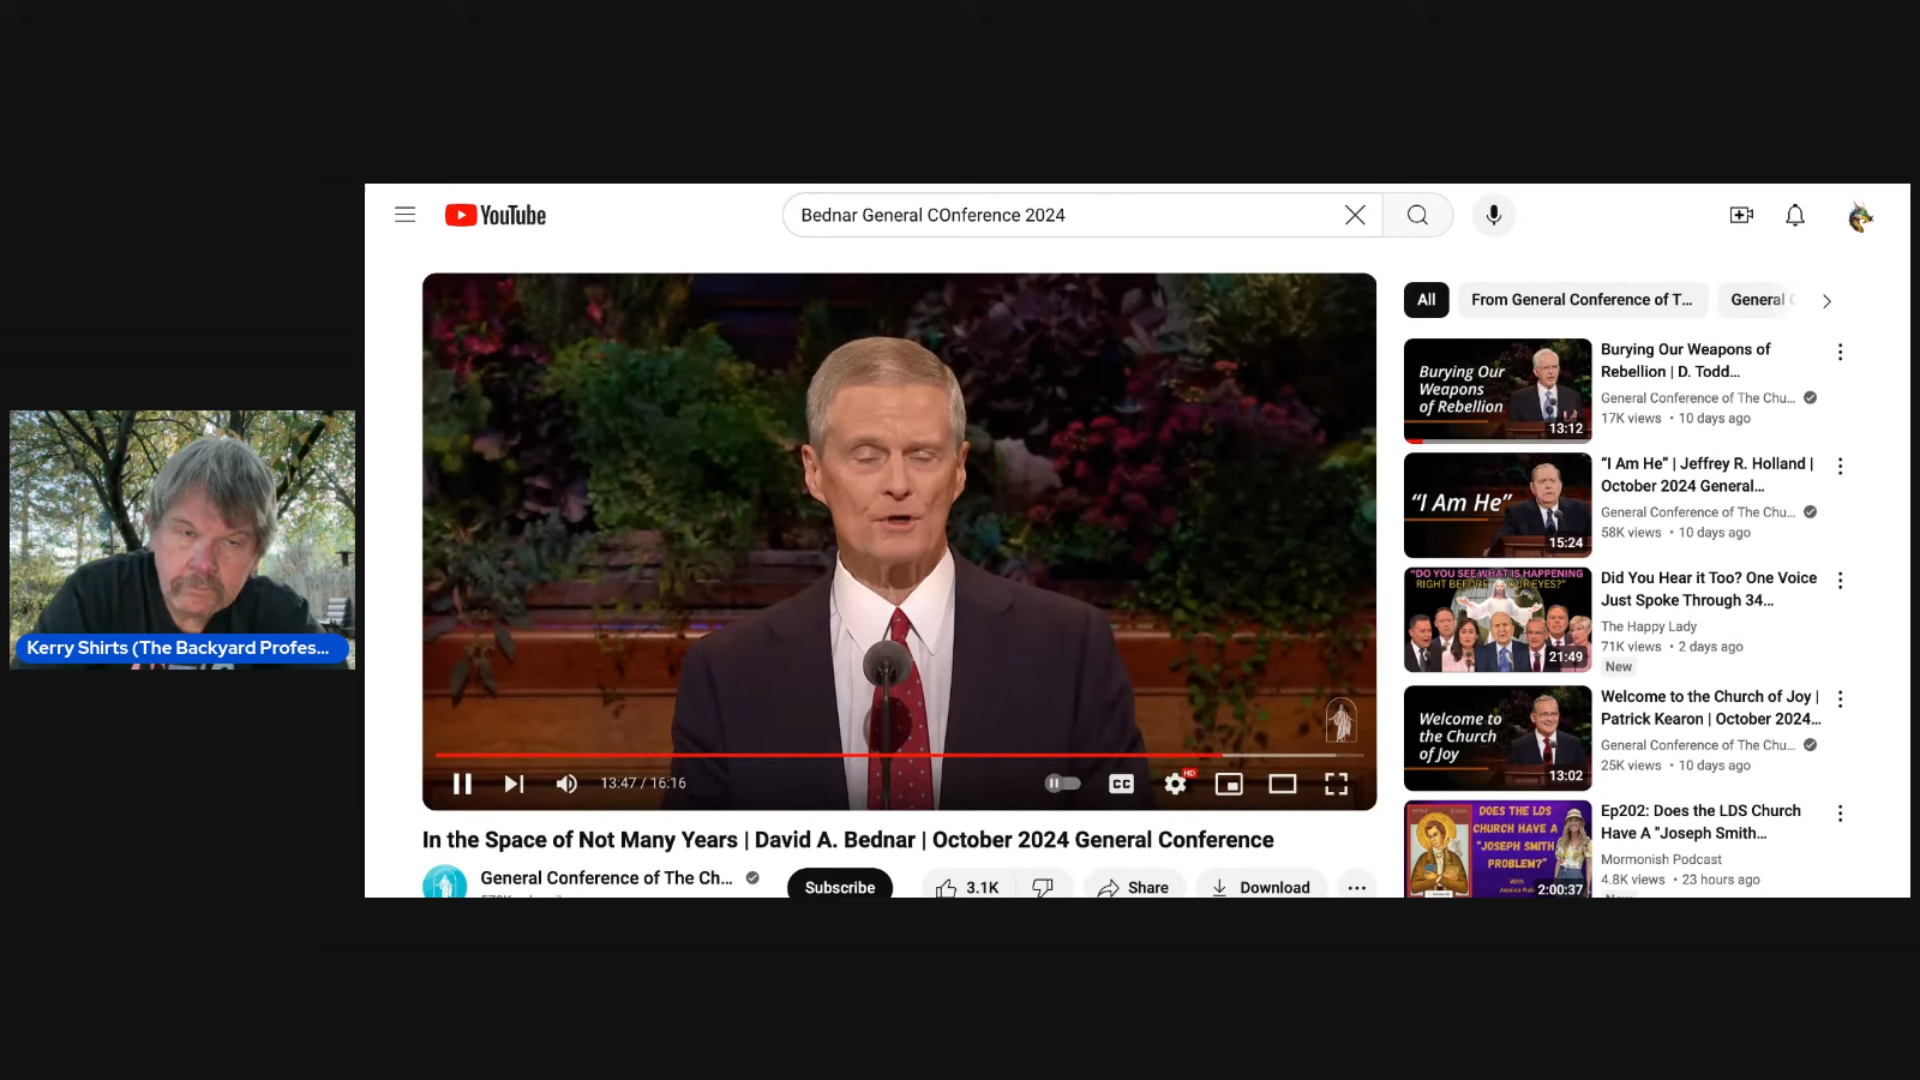 YouTube
Bednar General COnference 2024
Kerry Shirts (The Backyard Profes...
13:47 / 16:16
CC
HD
In the Space of Not Many Years | David A. Bednar | October 2024 General Conference
General Conference of The Ch...
Subscribe
3.1K
Share
Download
All
From General Conference of T...
General
Burying Our
Weapons
of Rebellion
13:12
Burying Our Weapons of
Rebellion | D. Todd...
General Conference of The Chu...
17K views • 10 days ago
“I Am He”
15:24
“I Am He” | Jeffrey R. Holland |
October 2024 General...
General Conference of The Chu...
58K views • 10 days ago
"DO YOU SEE WHAT IS HAPPENING
RIGHT BEFORE OUR EYES?"
21:49
Did You Hear it Too? One Voice
Just Spoke Through 34...
The Happy Lady
71K views • 2 days ago
New
Welcome to
the Church
of Joy
13:02
Welcome to the Church of Joy |
Patrick Kearon | October 2024...
General Conference of The Chu...
25K views • 10 days ago
DOES THE LDS
CHURCH HAVE A
"JOSEPH SMITH
PROBLEM?"
With
2:00:37
Ep202: Does the LDS Church
Have A "Joseph Smith...
Mormonish Podcast
4.8K views • 23 hours ago